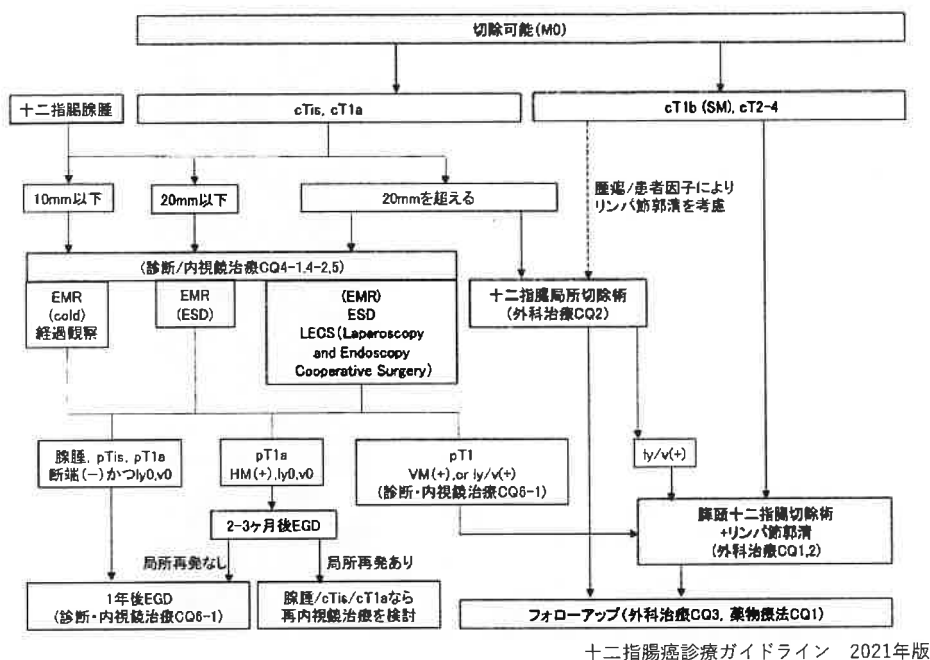 切除可能(M0)
十二指腸腺腫
cTis, cT1a
cT1b (SM), cT2-4
10mm以下
20mm以下
20mmを超える
腫瘍/患者因子により
リンパ節郭清を考慮
(診断/内視鏡治療CQ4-1,4-2,5)
EMR
(cold)
経過観察
EMR
(ESD)
(EMR)
ESD
LECS(Laparoscopy
and Endoscopy
Cooperative Surgery)
十二指腸局所切除術
(外科治療CQ2)
腺腫, pTis, pT1a
断端(-)かつly0,v0
pT1a
HM(+),ly0,v0
pT1
VM(+),or ly/v(+)
(診断・内視鏡治療CQ6-1)
ly/v(+)
2-3ヶ月後EGD
膵頭十二指腸切除術
+リンパ節郭清
(外科治療CQ1,2)
局所再発なし
局所再発あり
1年後EGD
(診断・内視鏡治療CQ6-1)
腺腫/cTis/cT1aなら
再内視鏡治療を検討
フォローアップ(外科治療CQ3, 薬物療法CQ1)
十二指腸癌診療ガイドライン 2021年版